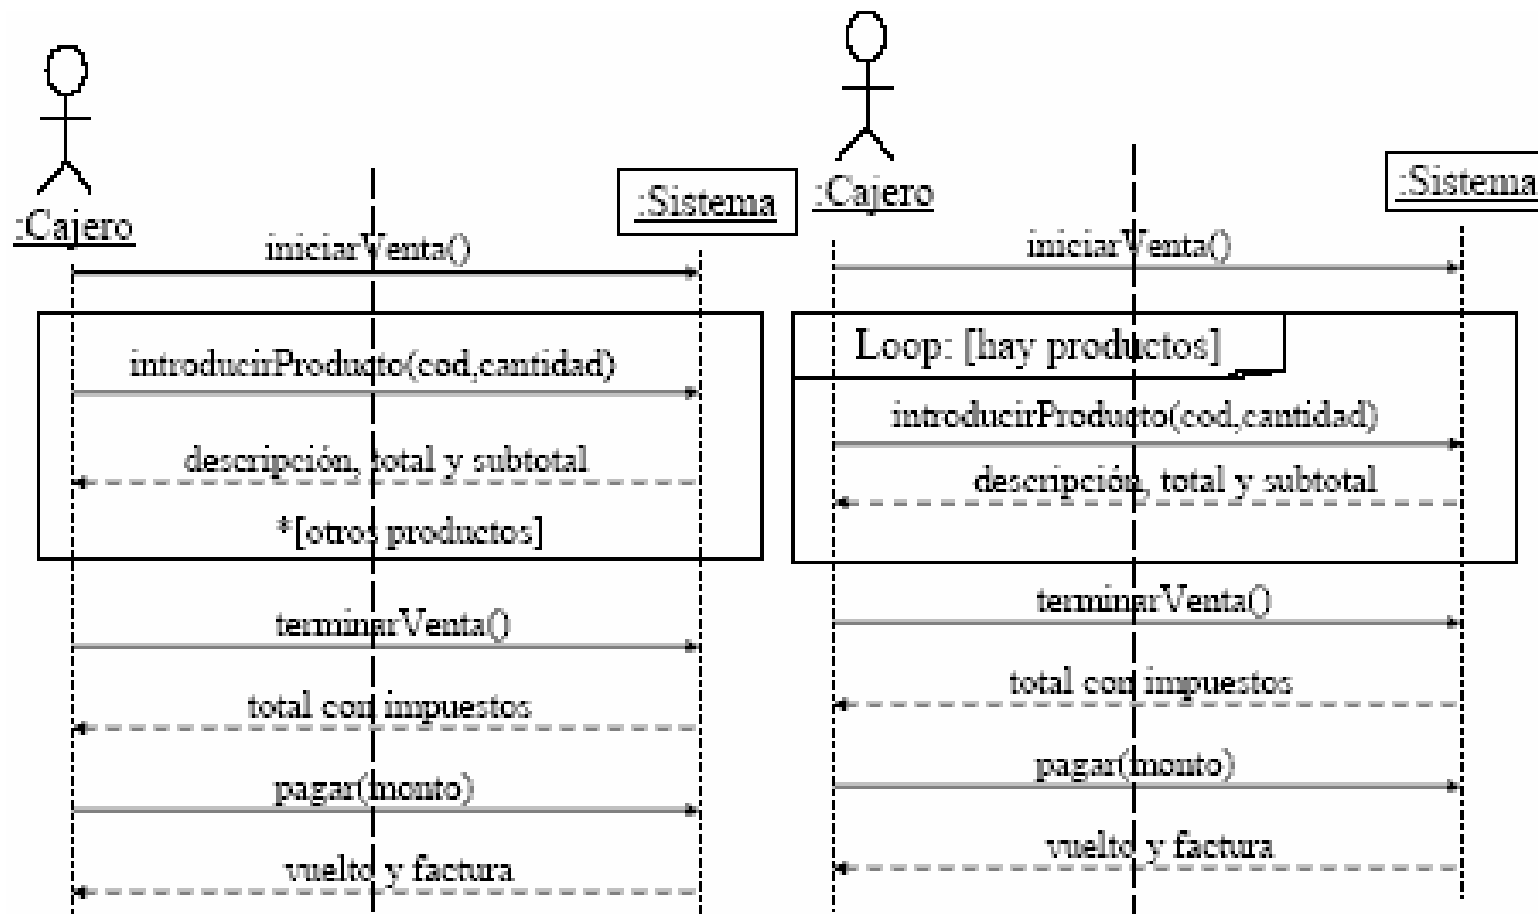 :Cajero
:Sistema
iniciarVenta()
introducirProducto(cod,cantidad)
descripción, total y subtotal
*[otros productos]
terminarVenta()
total con impuestos
pagar(monto)
vuelto y factura
:Cajero
:Sistema
iniciarVenta()
Loop: [hay productos]
introducirProducto(cod,cantidad)
descripción, total y subtotal
terminarVenta()
total con impuestos
pagar(monto)
vuelto y factura